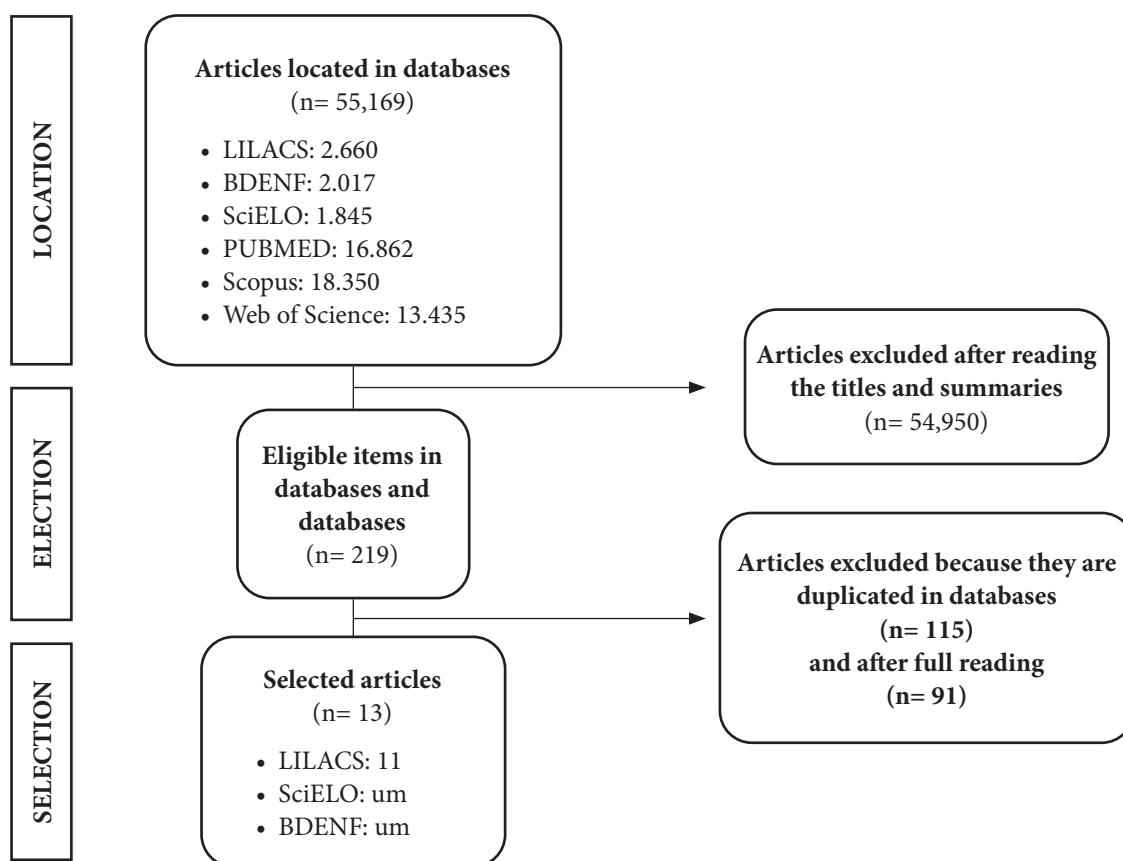 LOCATION
Articles located in databases
(n= 55,169)
• LILACS: 2.660
• BDENF: 2.017
• SciELO: 1.845
• PUBMED: 16.862
• Scopus: 18.350
• Web of Science: 13.435
Articles excluded after reading
the titles and summaries
(n= 54,950)
ELECTION
Eligible items in
databases and
databases
(n= 219)
Articles excluded because they are
duplicated in databases
(n= 115)
and after full reading
(n= 91)
SELECTION
Selected articles
(n= 13)
• LILACS: 11
• SciELO: um
• BDENF: um